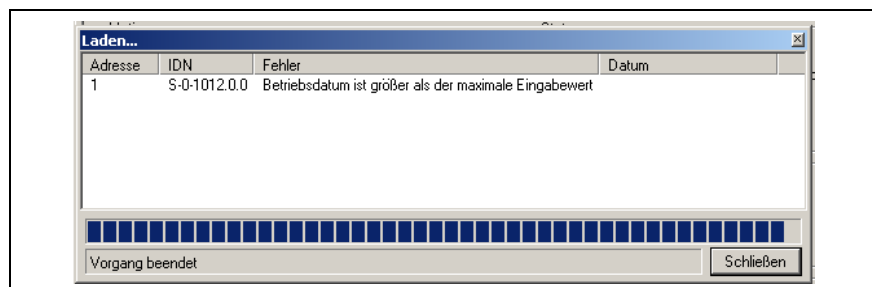 Laden...
Adresse IDN Fehler Datum
1 S-0-1012.0.0 Betriebsdatum ist größer als der maximale Eingabewert
Vorgang beendet
Schließen